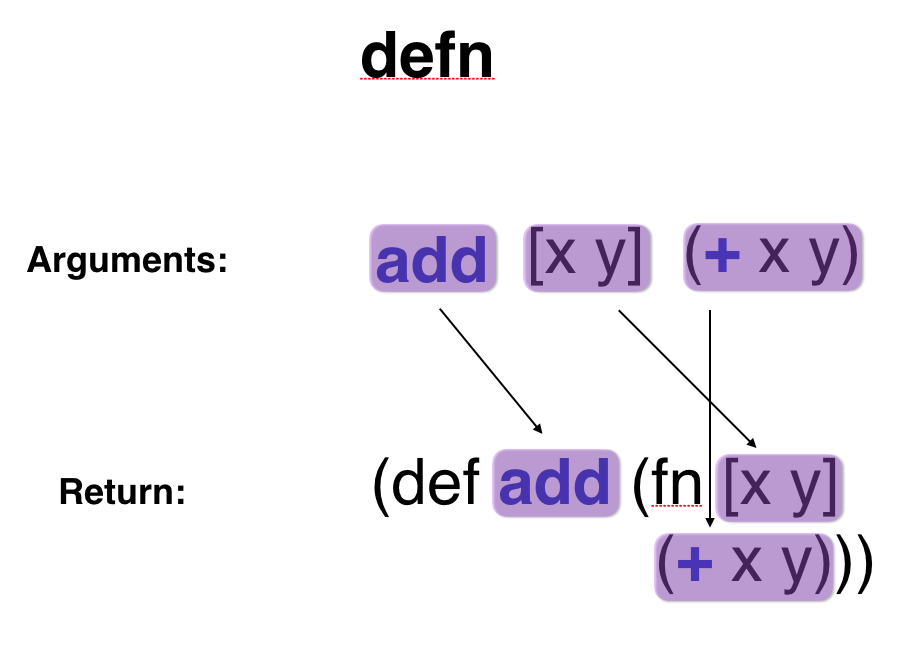 defn
Arguments: add [x y] (+ x y)
Return: (def add (fn [x y]
(+ x y)))